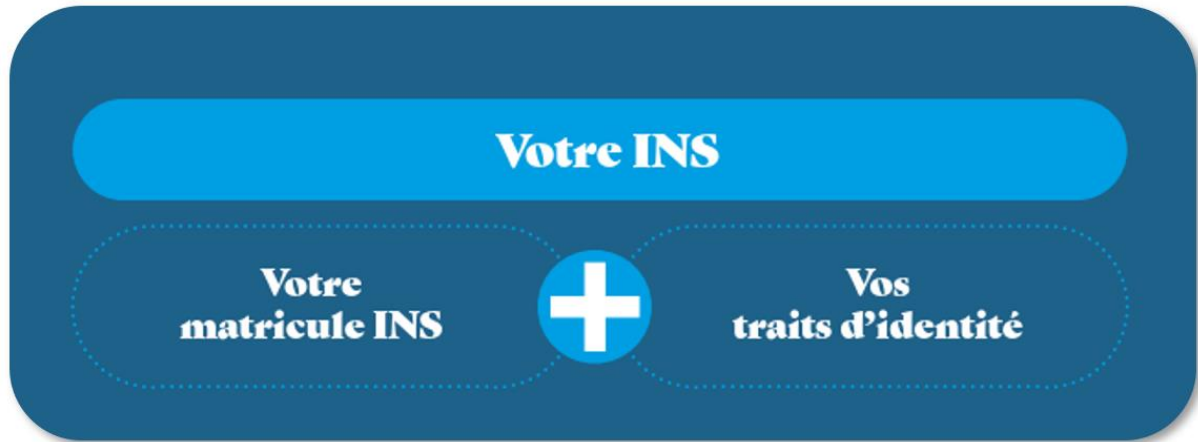 Votre INS
Votre
matricule INS
Vos
traits d’identité